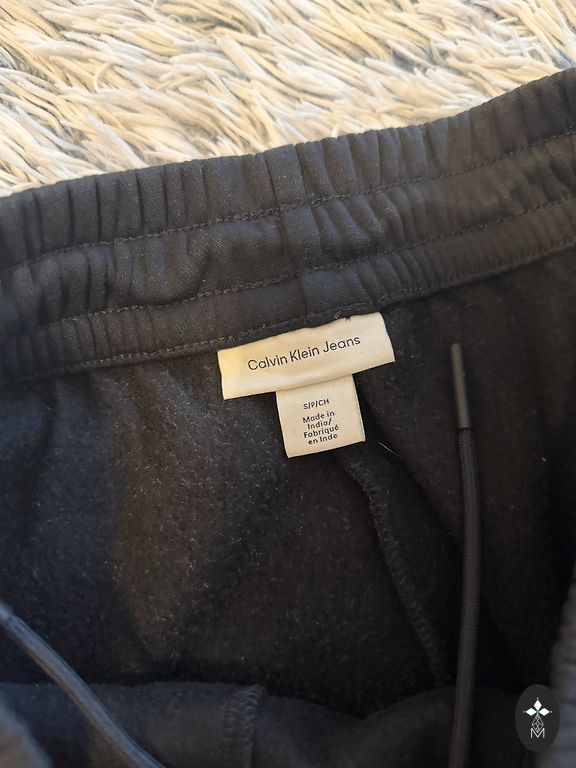 Calvin Klein Jeans
S/P/CH
Made in
India/
Fabriqué
en Inde
M